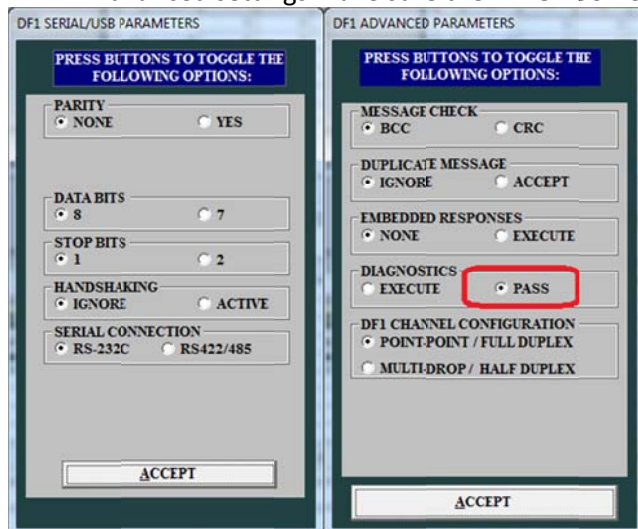 DF1 SERIAL/USB PARAMETERS
PRESS BUTTONS TO TOGGLE THE
FOLLOWING OPTIONS:
PARITY
NONE YES
DATA BITS
8 7
STOP BITS
1 2
HANDSHAKING
IGNORE ACTIVE
SERIAL CONNECTION
RS-232C RS422/485
ACCEPT
DF1 ADVANCED PARAMETERS
PRESS BUTTONS TO TOGGLE THE
FOLLOWING OPTIONS:
MESSAGE CHECK
BCC CRC
DUPLICATE MESSAGE
IGNORE ACCEPT
EMBEDDED RESPONSES
NONE EXECUTE
DIAGNOSTICS
EXECUTE PASS
DF1 CHANNEL CONFIGURATION
POINT-POINT / FULL DUPLEX
MULTI-DROP / HALF DUPLEX
ACCEPT